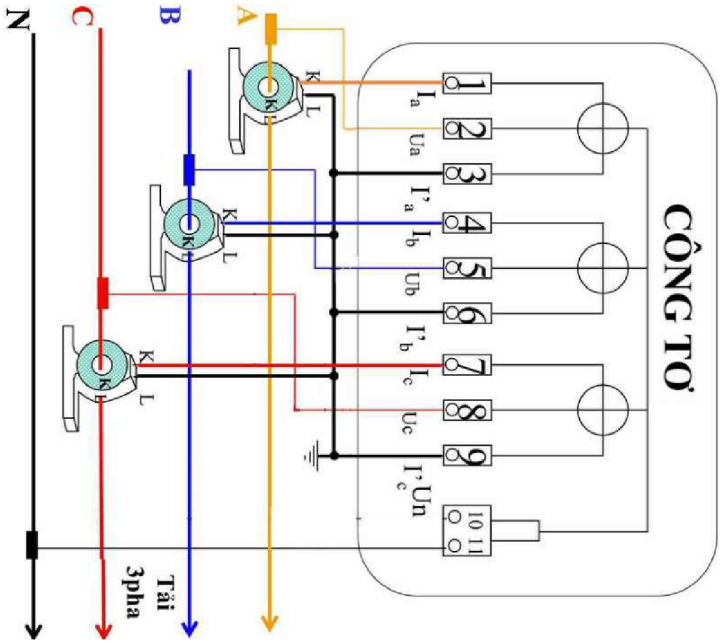 N
C
B
A
K
L
K L
K
L
K L
K
L
K L
1
Ia
2
Ua
3
I'a
4
Ib
5
Ub
6
I'b
7
Ic
8
Uc
9
I'c
Un
10
11
CÔNG TƠ
Tải
3pha